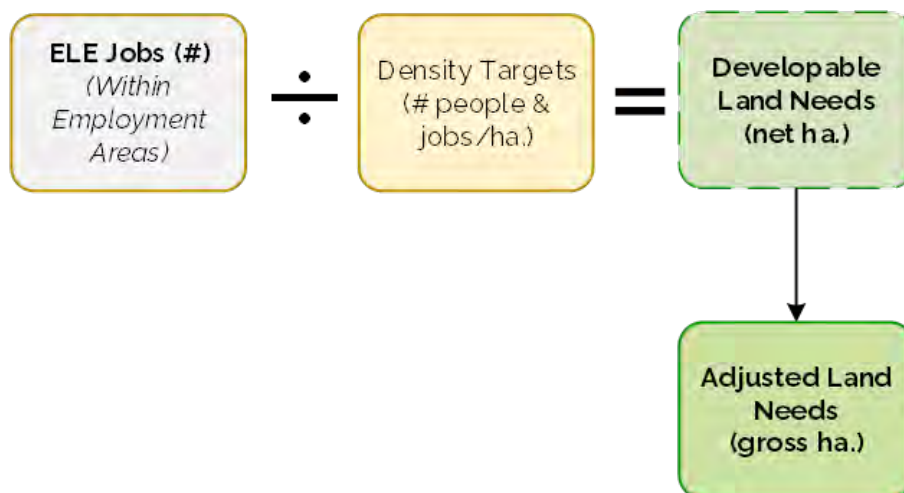 ELE Jobs (#)
(Within
Employment
Areas)
÷
Density Targets
(# people &
jobs/ha.)
=
Developable
Land Needs
(net ha.)
Adjusted Land
Needs
(gross ha.)